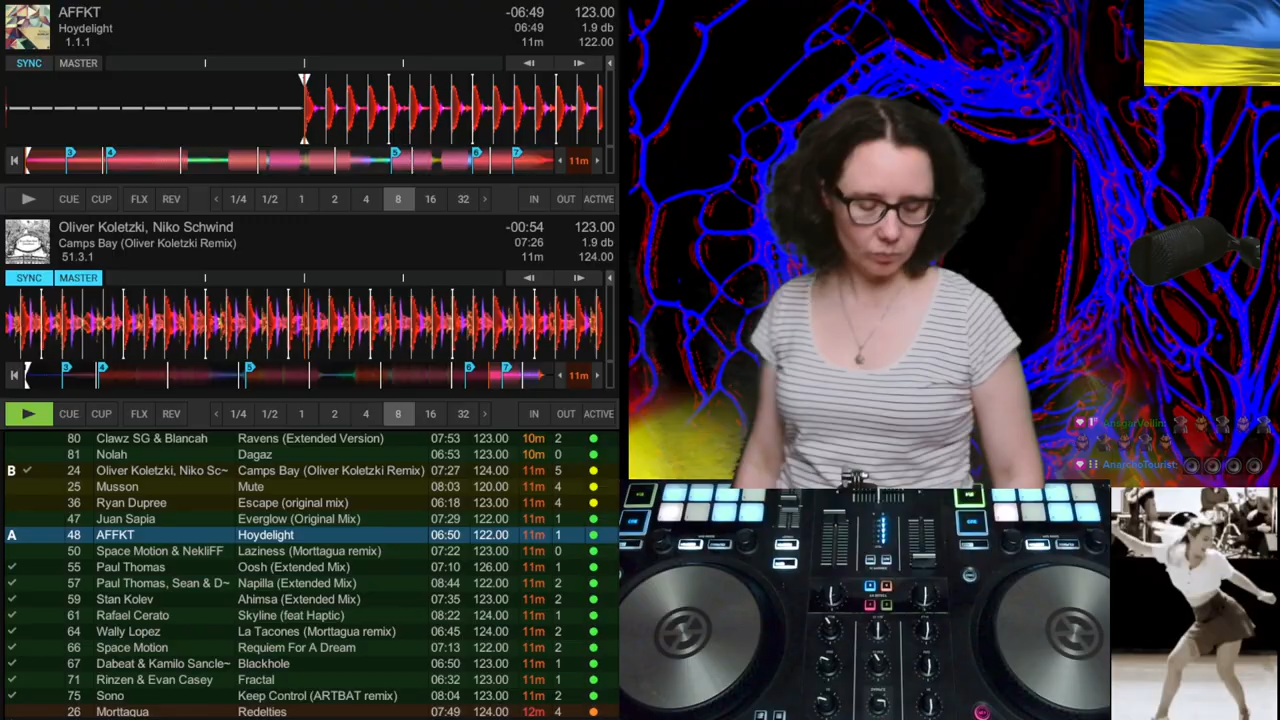 AFFKT -06:49 123.00
Hoydelight 06:49 1.9 db
1.1.1 11m 122.00
SYNC MASTER
3 4 5 6 7 11m
CUE CUP FLX REV 1/4 1/2 1 2 4 8 16 32 IN OUT ACTIVE
Oliver Koletzki, Niko Schwind -00:54 123.00
Camps Bay (Oliver Koletzki Remix) 07:26 1.9 db
51.3.1 11m 124.00
SYNC MASTER
3 4 5 6 7 11m
CUE CUP FLX REV 1/4 1/2 1 2 4 8 16 32 IN OUT ACTIVE
80 Clawz SG & Blancah Ravens (Extended Version) 07:53 123.00 10m 2
81 Nolah Dagaz 06:53 123.00 10m 0
B 24 Oliver Koletzki, Niko Sc~ Camps Bay (Oliver Koletzki Remix) 07:27 124.00 11m 5
25 Musson Mute 08:03 123.00 11m 4
36 Ryan Dupree Escape (original mix) 06:18 123.00 11m 4
47 Juan Sapia Everglow (Original Mix) 07:29 122.00 11m 1
A 48 AFFKT Hoydelight 06:50 122.00 11m 1
50 Space Motion & NekliFF Laziness (Morttagua remix) 07:22 123.00 11m 0
55 Paul Thomas Oosh (Extended Mix) 07:10 126.00 11m 1
57 Paul Thomas, Sean & D~ Napilla (Extended Mix) 08:44 122.00 11m 2
59 Stan Kolev Ahimsa (Extended Mix) 07:35 122.00 11m 1
61 Rafael Cerato Skyline (feat Haptic) 08:22 124.00 11m 1
64 Wally Lopez La Tacones (Morttagua remix) 06:45 123.00 11m 2
66 Space Motion Requiem For A Dream 07:13 122.00 11m 2
67 Dabeat & Kamilo Sancle~ Blackhole 06:50 123.00 11m 1
71 Rinzen & Evan Casey Fractal 06:32 123.00 11m 1
75 Sono Keep Control (ARTBAT remix) 08:04 123.00 11m 2
26 Morttagua Redelties 07:49 124.00 12m 4
AnsgarVeillm:
AnarchoTourist: